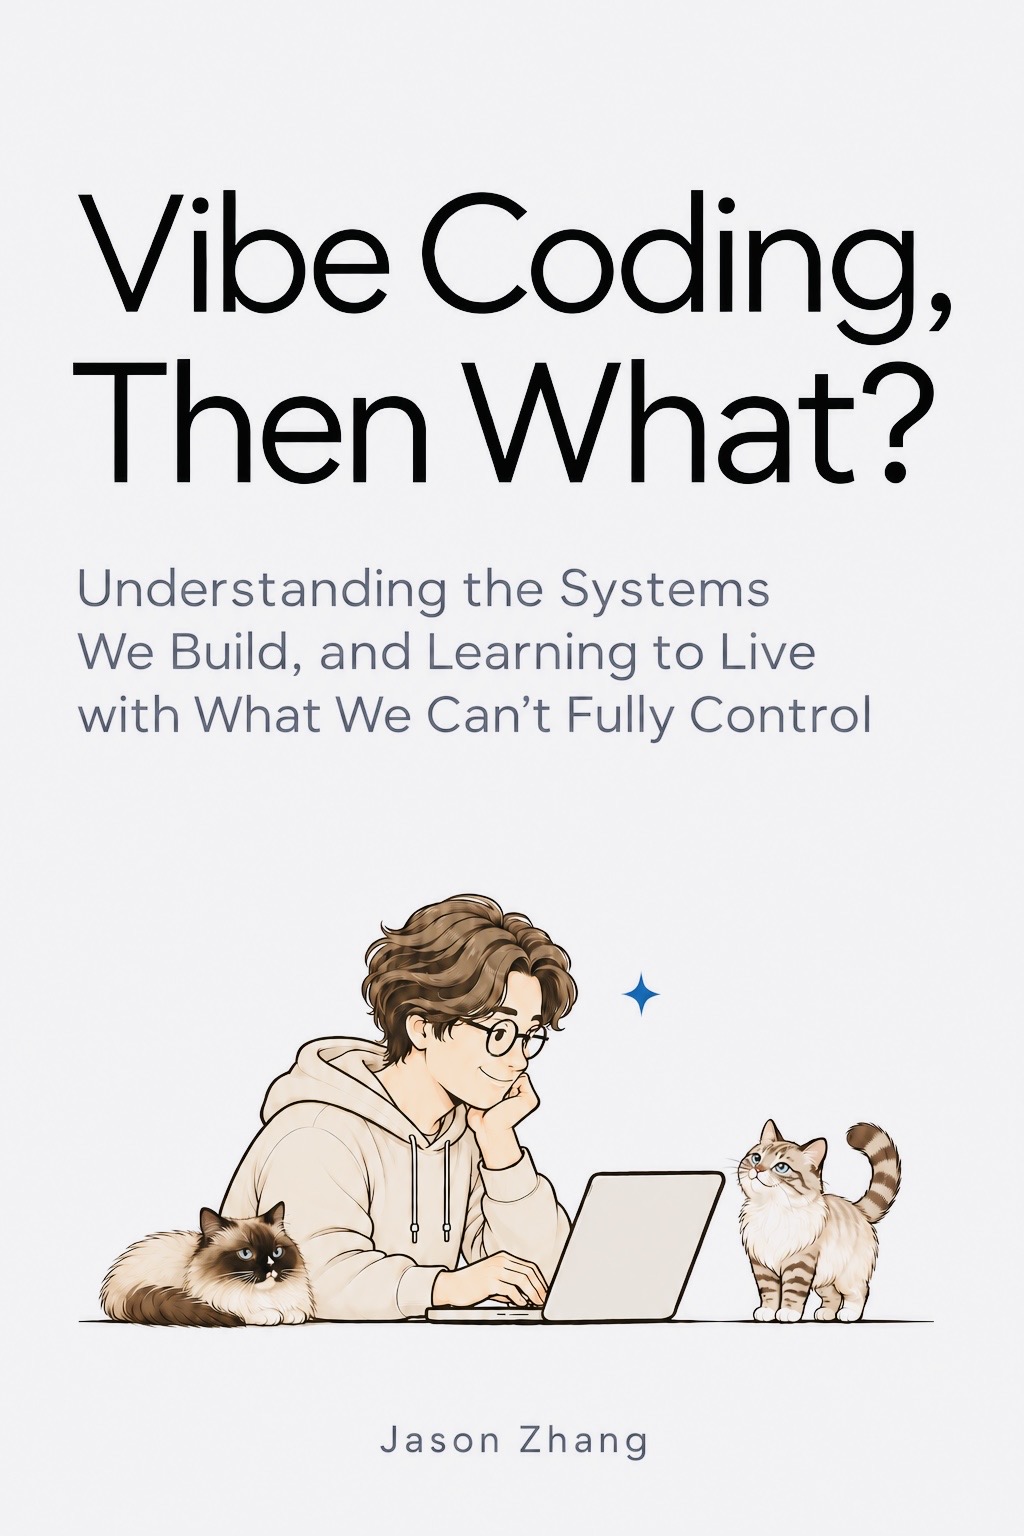 Vibe Coding,
Then What?
Understanding the Systems
We Build, and Learning to Live
with What We Can’t Fully Control
Jason Zhang